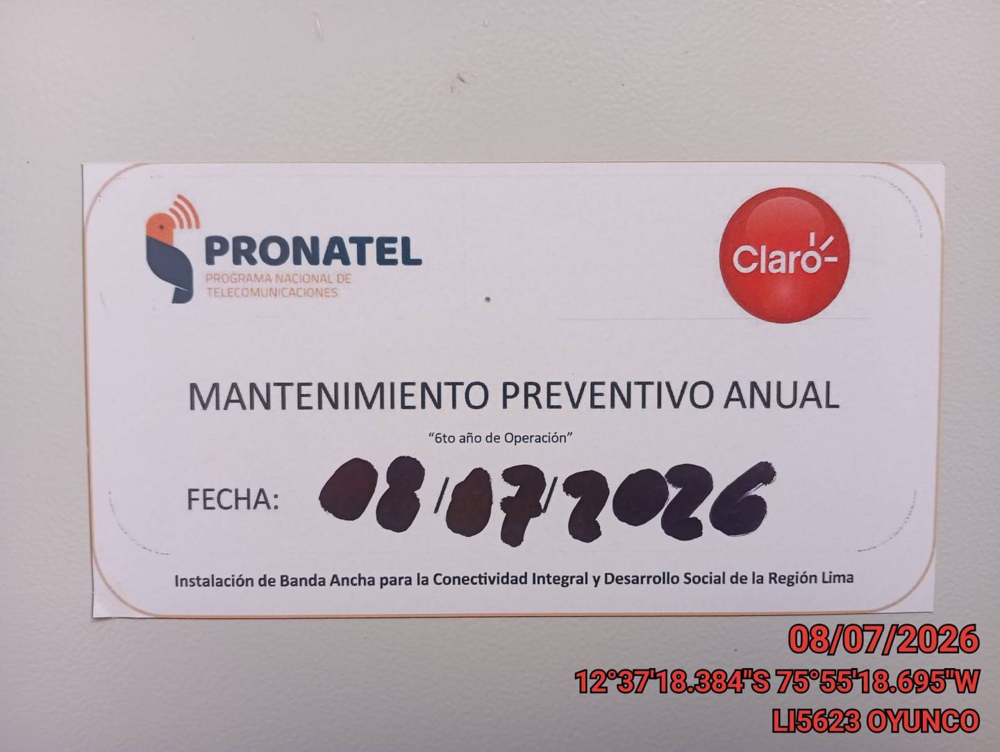 PRONATEL
PROGRAMA NACIONAL DE
TELECOMUNICACIONES
Claro
MANTENIMIENTO PREVENTIVO ANUAL
“6to año de Operación”
FECHA: 08/07/2026
Instalación de Banda Ancha para la Conectividad Integral y Desarrollo Social de la Región Lima
08/07/2026
12°37'18.384"S 75°55'18.695"W
LI5623 OYUNCO